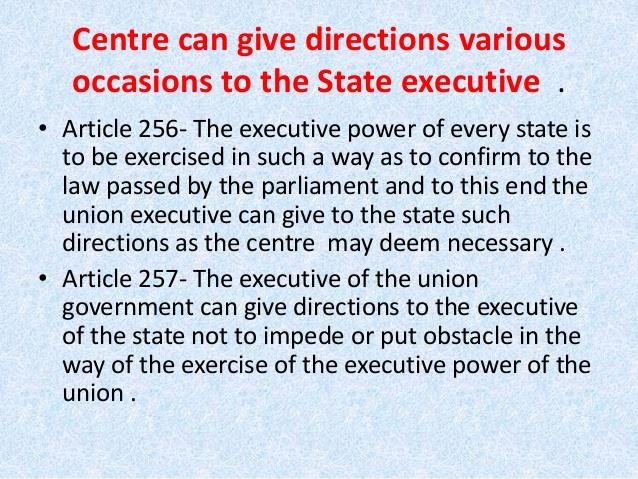 Centre can give directions various
occasions to the State executive .
• Article 256- The executive power of every state is
to be exercised in such a way as to confirm to the
law passed by the parliament and to this end the
union executive can give to the state such
directions as the centre may deem necessary .
• Article 257- The executive of the union
government can give directions to the executive
of the state not to impede or put obstacle in the
way of the exercise of the executive power of the
union .